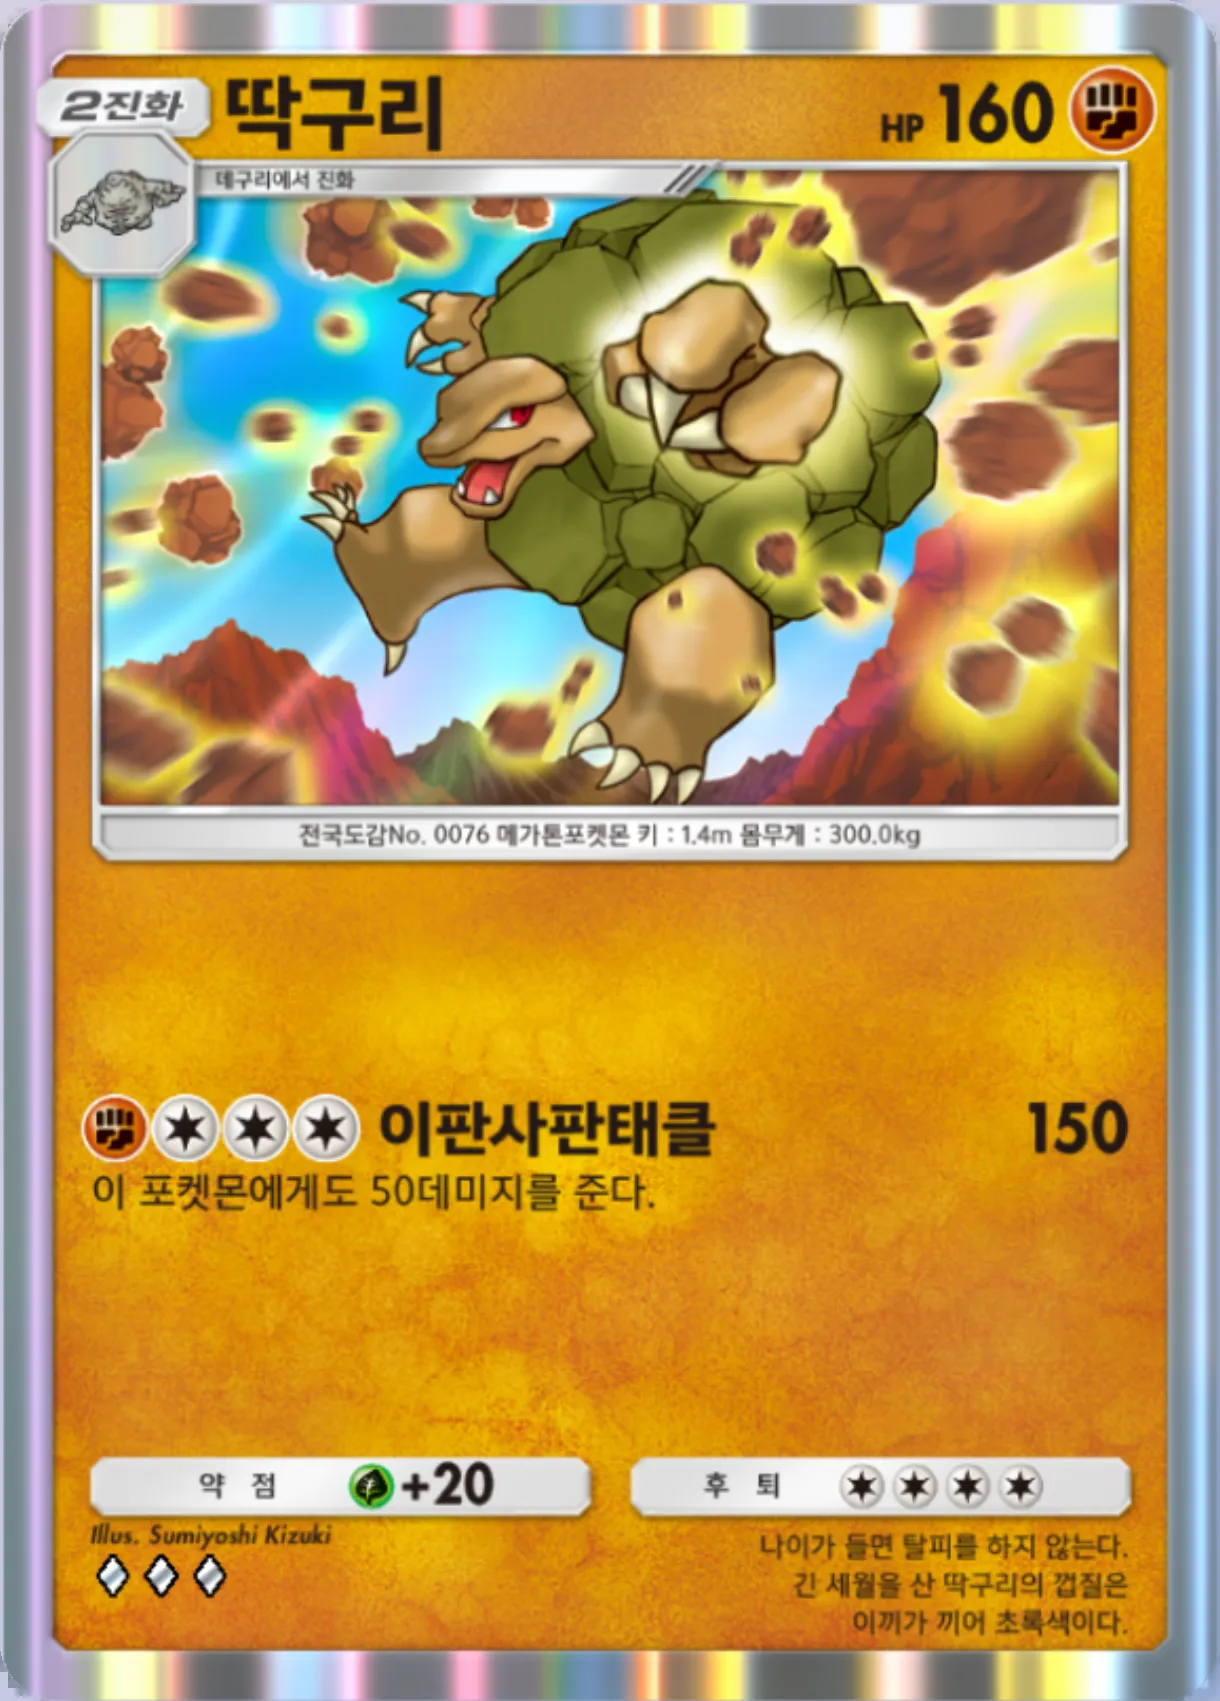 2진화
딱구리
HP 160
데구리에서 진화
전국도감No. 0076 메가톤포켓몬 키 : 1.4m 몸무게 : 300.0kg
이판사판태클 150
이 포켓몬에게도 50데미지를 준다.
약점 +20
후퇴
Illus. Sumiyoshi Kizuki
나이가 들면 탈피를 하지 않는다.
긴 세월을 산 딱구리의 껍질은
이끼가 끼어 초록색이다.